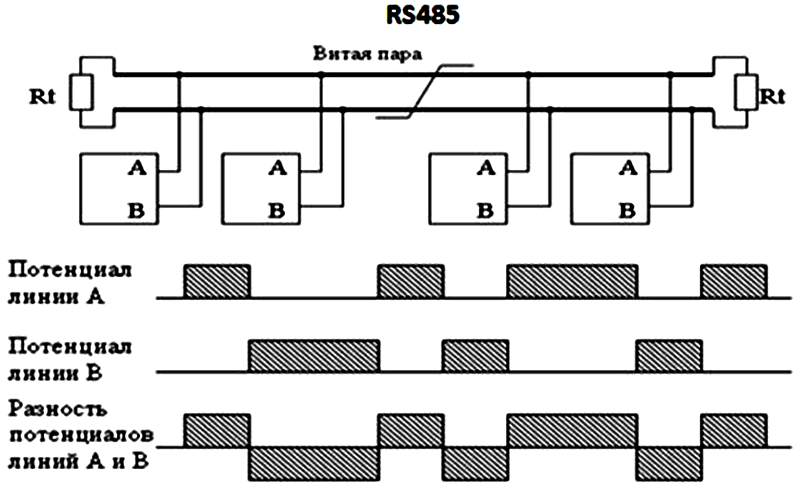 RS485
Витая пара
Rt
Rt
A
A
A
A
B
B
B
B
Потенциал
линии А
Потенциал
линии В
Разность
потенциалов
линий А и В